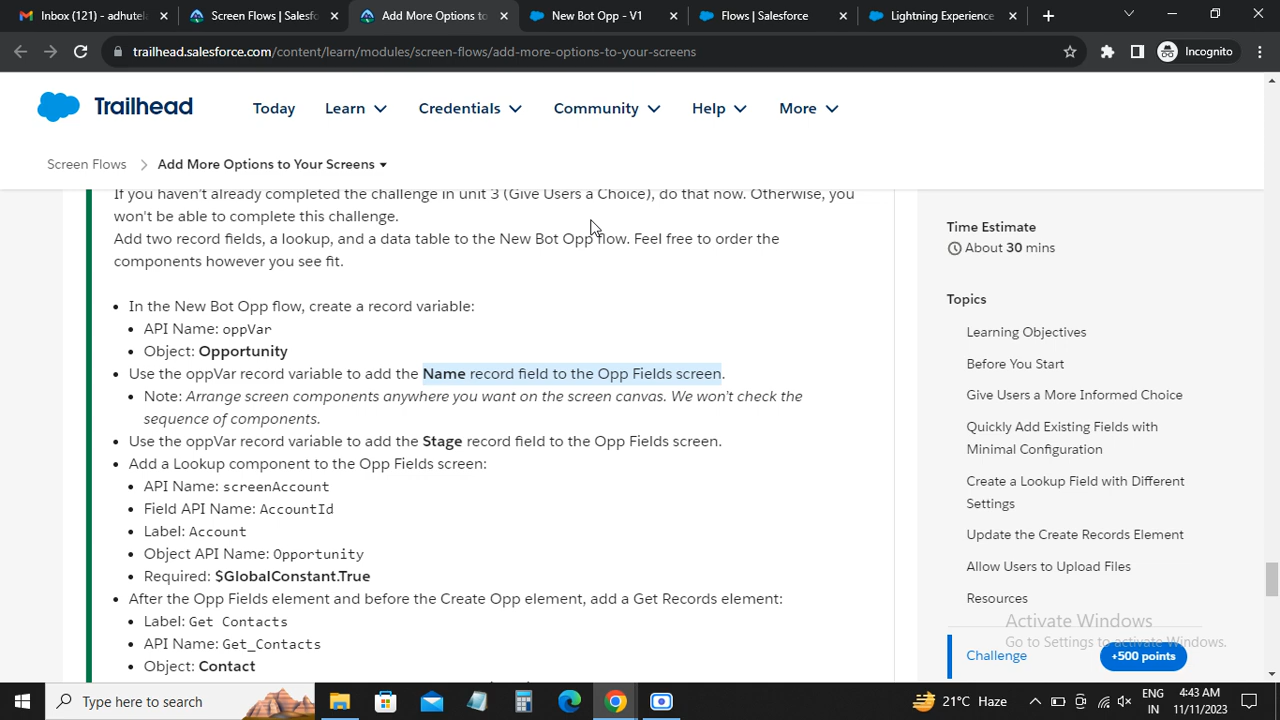 Inbox (121) - adhutela
Screen Flows | Salesf
Add More Options to
New Bot Opp - V1
Flows | Salesforce
Lightning Experience
trailhead.salesforce.com/content/learn/modules/screen-flows/add-more-options-to-your-screens
Incognito
Trailhead
Today
Learn
Credentials
Community
Help
More
Screen Flows
Add More Options to Your Screens
If you haven't already completed the challenge in unit 3 (Give Users a Choice), do that now. Otherwise, you
won't be able to complete this challenge.
Add two record fields, a lookup, and a data table to the New Bot Opp flow. Feel free to order the
components however you see fit.
• In the New Bot Opp flow, create a record variable:
• API Name: oppVar
• Object: Opportunity
• Use the oppVar record variable to add the Name record field to the Opp Fields screen.
• Note: Arrange screen components anywhere you want on the screen canvas. We won't check the
sequence of components.
• Use the oppVar record variable to add the Stage record field to the Opp Fields screen.
• Add a Lookup component to the Opp Fields screen:
• API Name: screenAccount
• Field API Name: AccountId
• Label: Account
• Object API Name: Opportunity
• Required: $GlobalConstant.True
• After the Opp Fields element and before the Create Opp element, add a Get Records element:
• Label: Get Contacts
• API Name: Get_Contacts
• Object: Contact
Time Estimate
About 30 mins
Topics
Learning Objectives
Before You Start
Give Users a More Informed Choice
Quickly Add Existing Fields with
Minimal Configuration
Create a Lookup Field with Different
Settings
Update the Create Records Element
Allow Users to Upload Files
Resources
Challenge
+500 points
Activate Windows
Go to Settings to activate Windows.
Type here to search
21°C Haze
ENG
IN
4:43 AM
11/11/2023